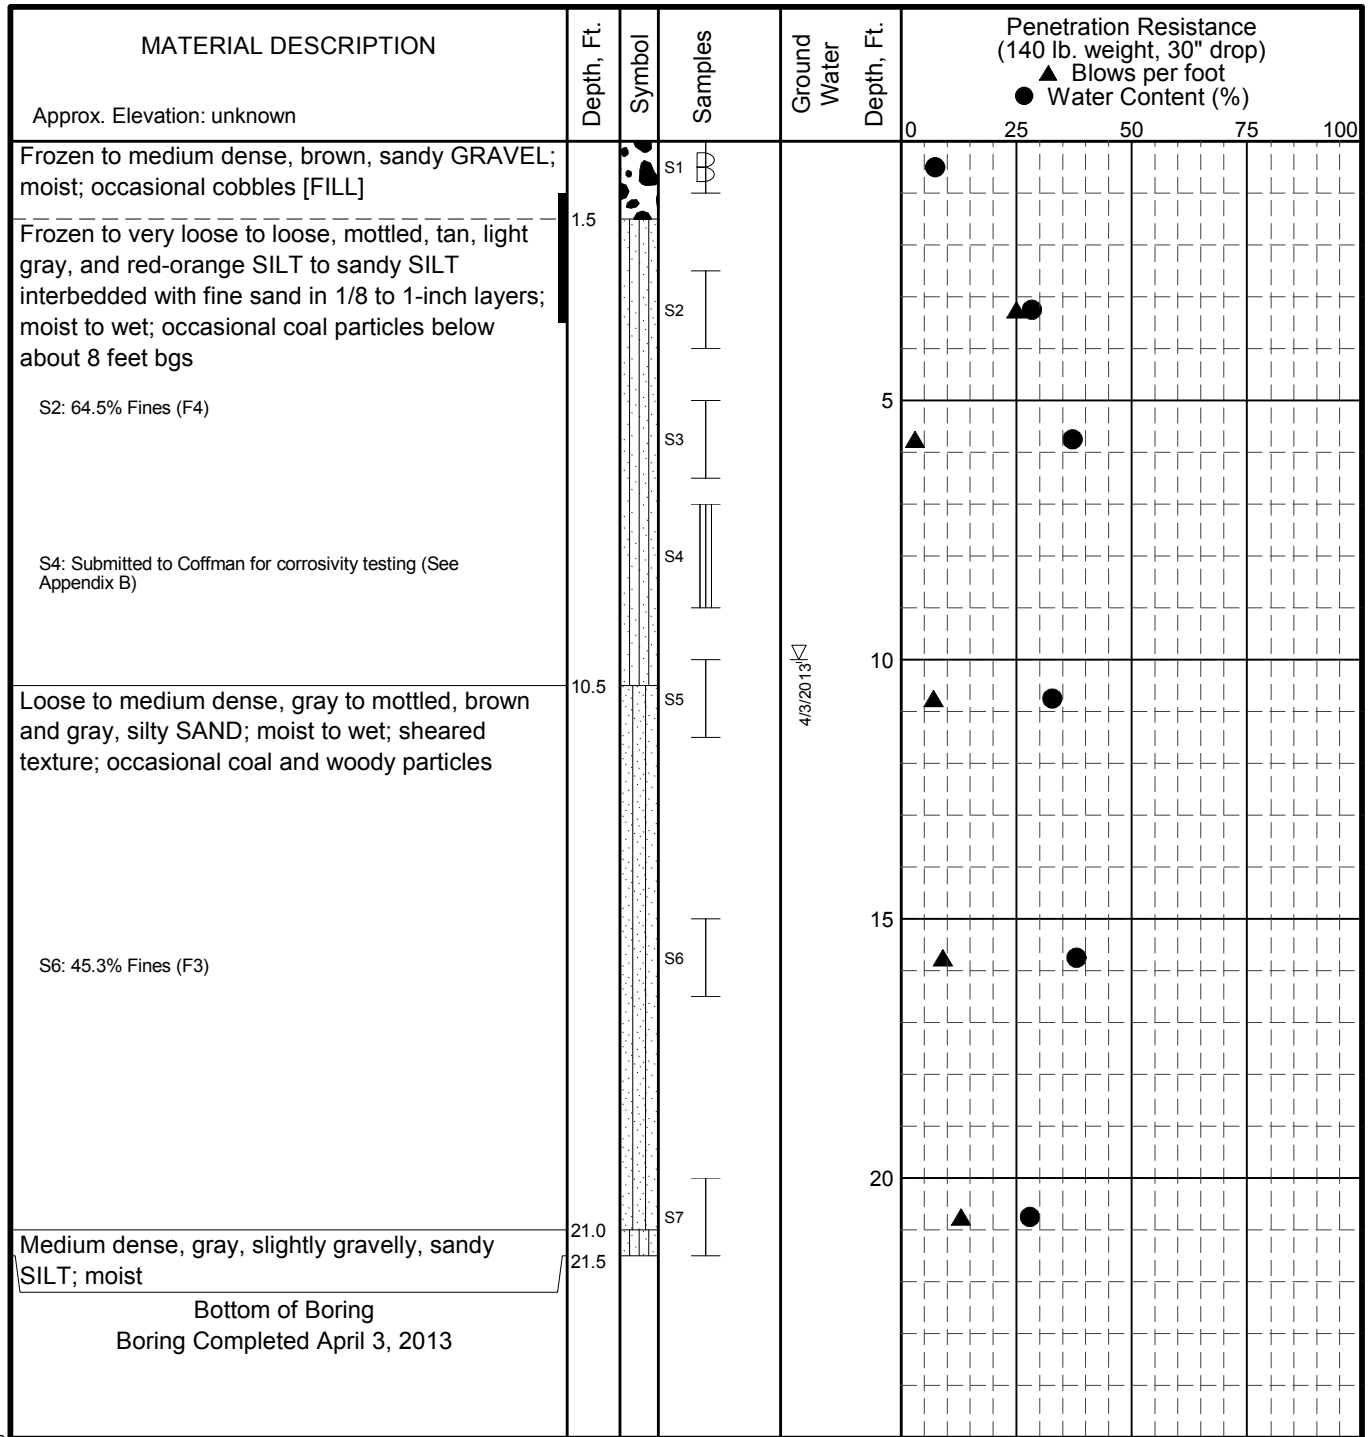 MATERIAL DESCRIPTION
Approx. Elevation: unknown
Depth, Ft.
Symbol
Samples
Ground
Water
Depth, Ft.
Penetration Resistance
(140 lb. weight, 30" drop)
▲ Blows per foot
● Water Content (%)
0 25 50 75 100
Frozen to medium dense, brown, sandy GRAVEL;
moist; occasional cobbles [FILL]
S1
1.5
Frozen to very loose to loose, mottled, tan, light
gray, and red-orange SILT to sandy SILT
interbedded with fine sand in 1/8 to 1-inch layers;
moist to wet; occasional coal particles below
about 8 feet bgs
S2
S2: 64.5% Fines (F4)
5
S3
S4: Submitted to Coffman for corrosivity testing (See
Appendix B)
S4
10
4/3/2013
10.5
Loose to medium dense, gray to mottled, brown
and gray, silty SAND; moist to wet; sheared
texture; occasional coal and woody particles
S5
15
S6: 45.3% Fines (F3)
S6
20
S7
21.0
Medium dense, gray, slightly gravelly, sandy
SILT; moist
21.5
Bottom of Boring
Boring Completed April 3, 2013